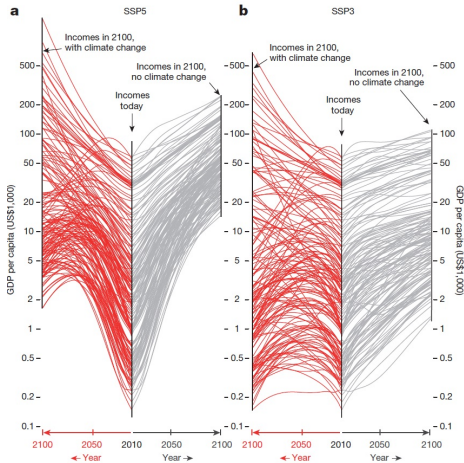 a
SSP5
Incomes in 2100,
with climate change
Incomes in 2100,
no climate change
Incomes
today
GDP per capita (US$1,000)
500
200
100
50
20
10
5
2
1
0.5
0.2
0.1
2100
2050
2010
2050
2100
Year
Year
b
SSP3
Incomes in 2100,
with climate change
Incomes in 2100,
no climate change
Incomes
today
500
200
100
50
20
10
5
2
1
0.5
0.2
0.1
GDP per capita (US$1,000)
2100
2050
2010
2050
2100
Year
Year